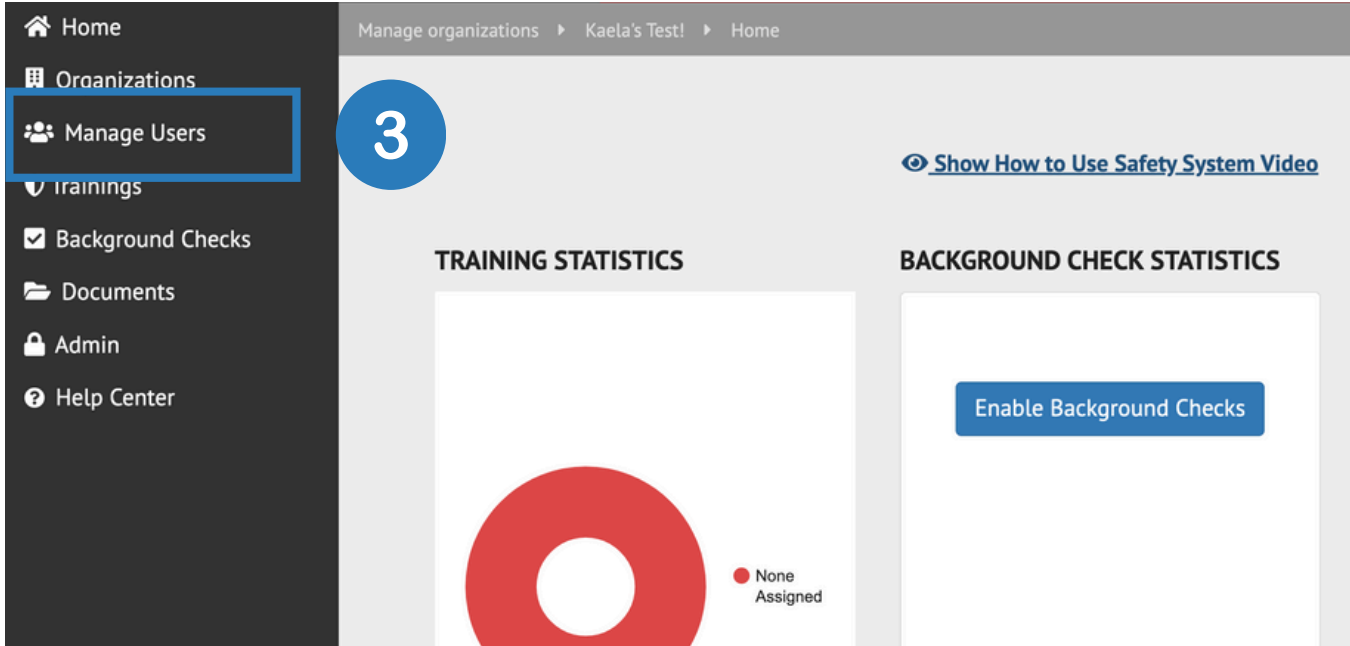 Home
Organizations
Manage Users
Trainings
Background Checks
Documents
Admin
Help Center
3
Manage organizations Kaela's Test! Home
Show How to Use Safety System Video
TRAINING STATISTICS
None
Assigned
BACKGROUND CHECK STATISTICS
Enable Background Checks